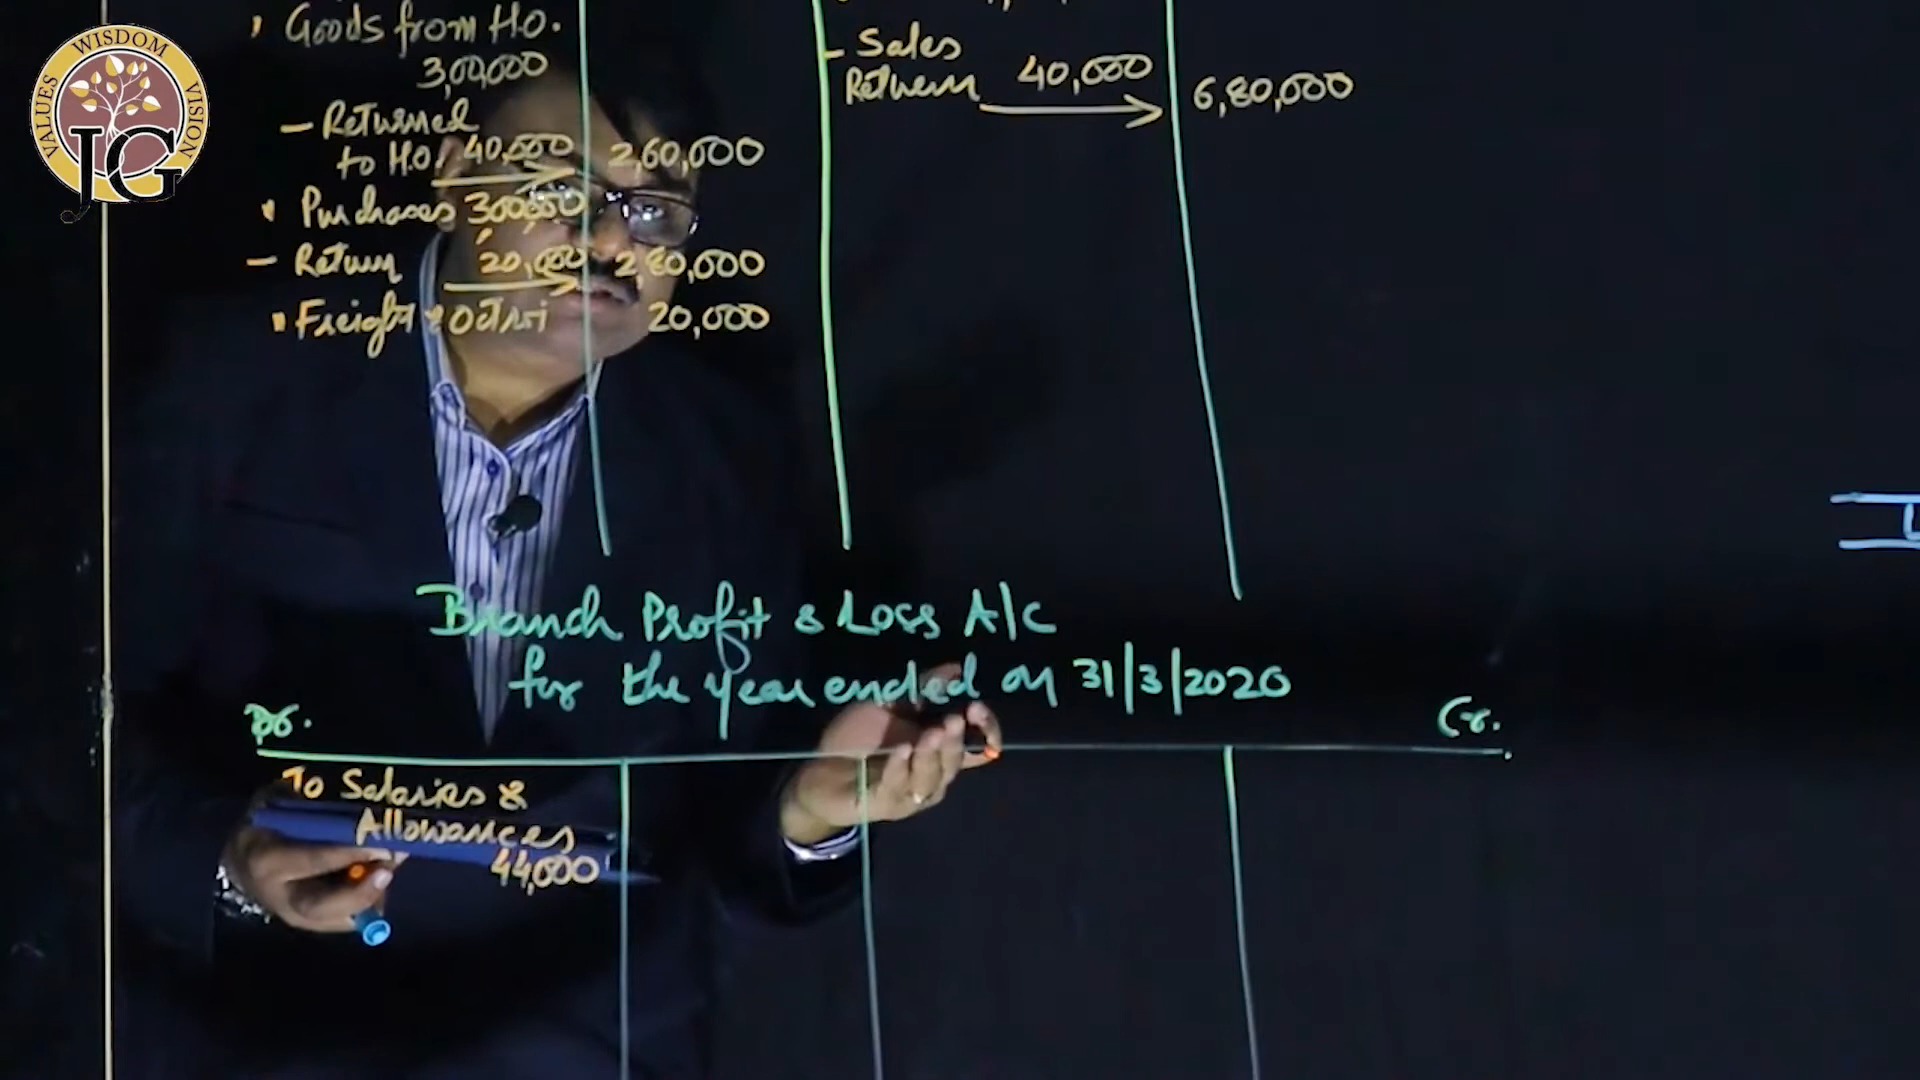 VALUES WISDOM VISION
JG
Goods from H.O.
3,00,000
- Returned
to H.O. 40,000 2,60,000
Purchases 3,00,000
- Return 20,000 2,80,000
Freight & Octroi 20,000
- Sales
Return 40,000 6,80,000
Branch Profit & Loss A/C
for the year ended on 31/3/2020
Dr. Cr.
To Salaries &
Allowances
44,000